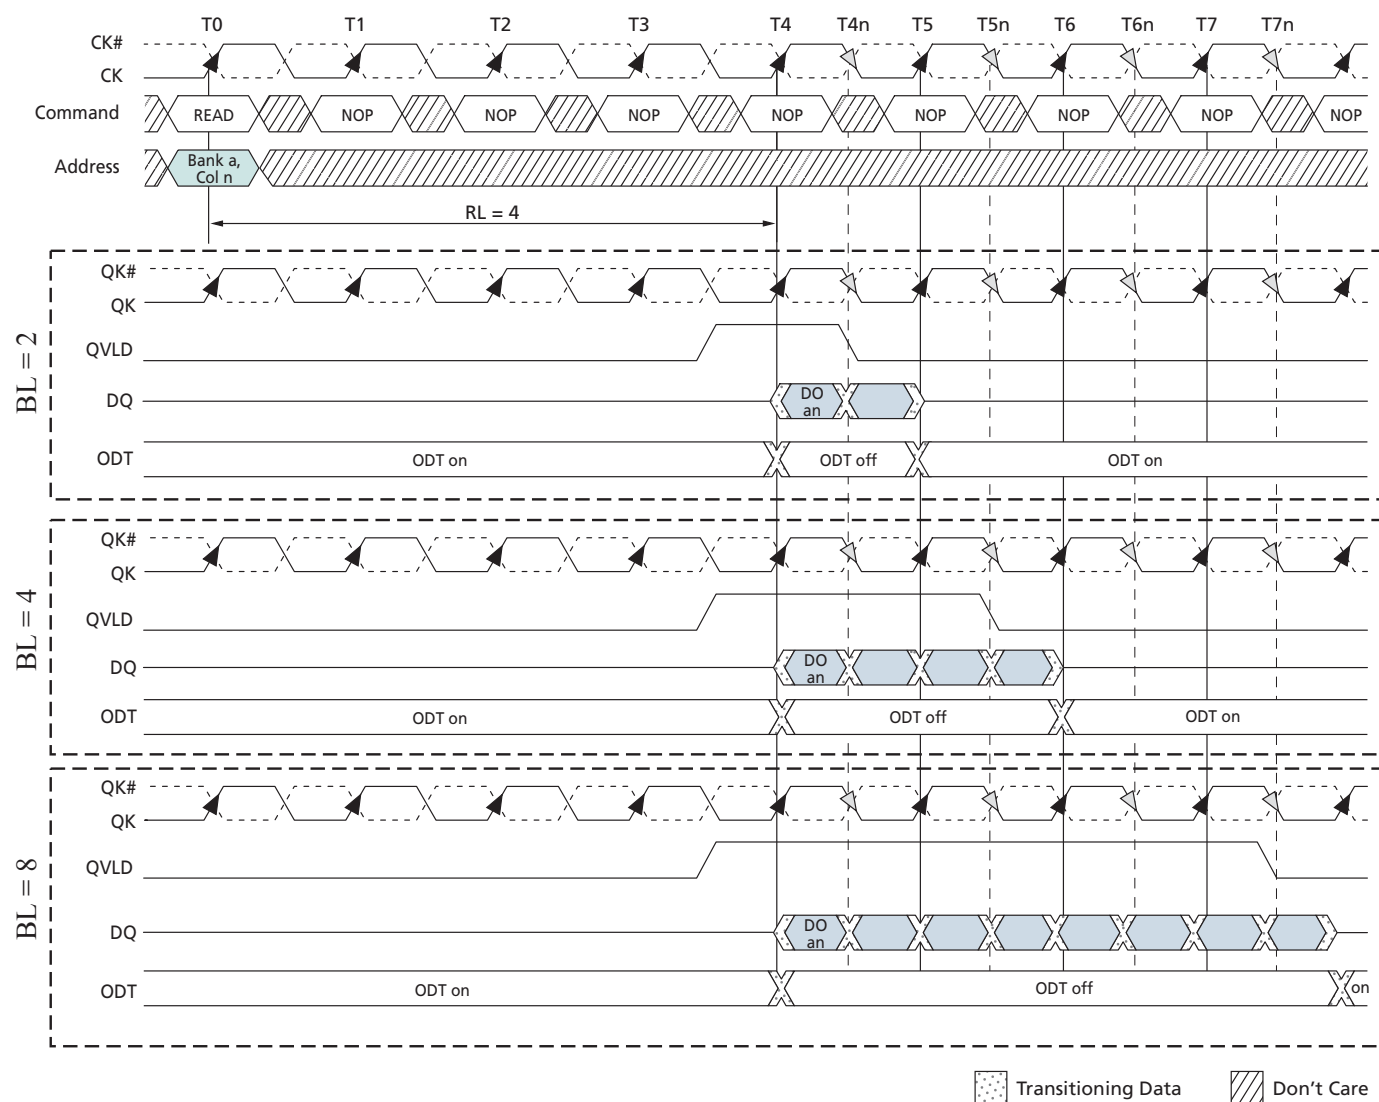 T0 T1 T2 T3 T4 T4n T5 T5n T6 T6n T7 T7n
CK#
CK
Command READ NOP NOP NOP NOP NOP NOP NOP NOP
Address Bank a,
Col n
RL = 4
BL = 2
QK#
QK
QVLD
DQ DO
an
ODT ODT on ODT off ODT on
BL = 4
QK#
QK
QVLD
DQ DO
an
ODT ODT on ODT off ODT on
BL = 8
QK#
QK
QVLD
DQ DO
an
ODT ODT on ODT off on
Transitioning Data Don't Care